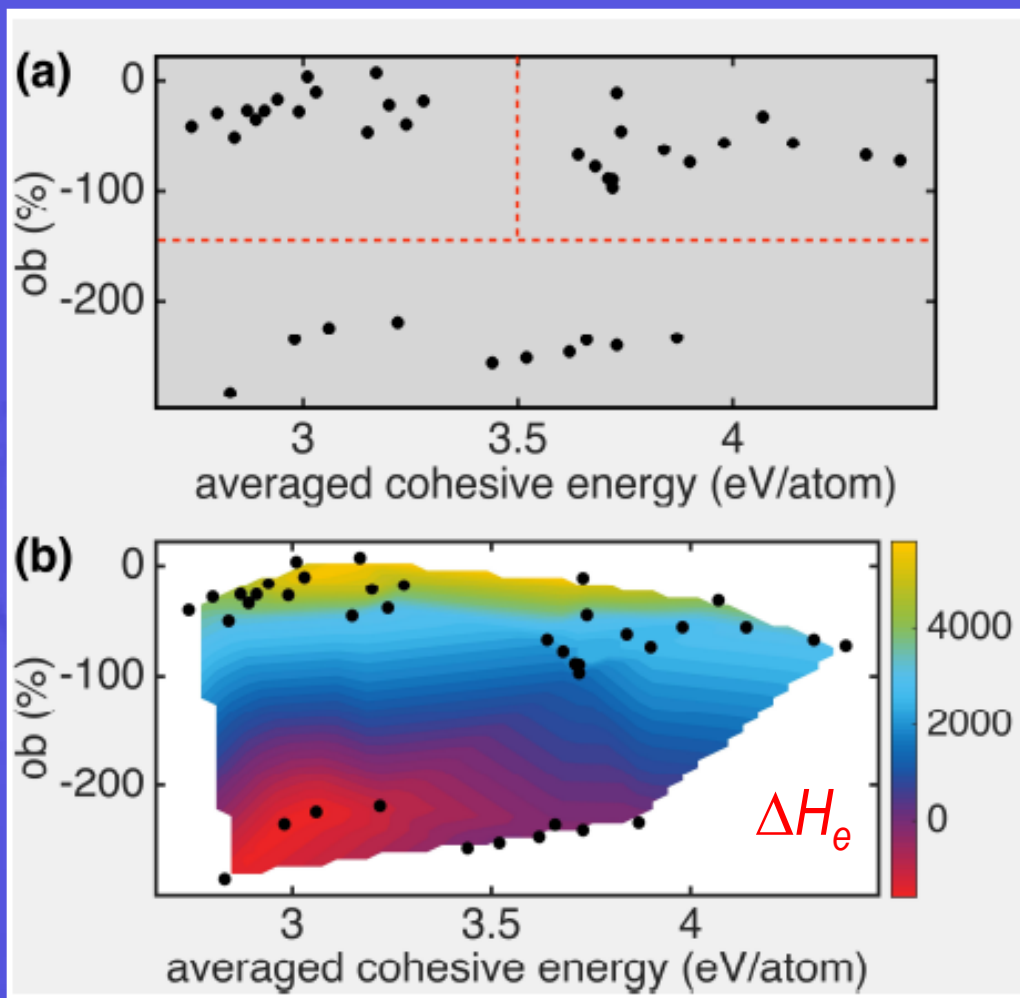 (a)
0
-100
-200
ob (%)
3
3.5
4
averaged cohesive energy (eV/atom)
(b)
0
-100
-200
ob (%)
3
3.5
4
averaged cohesive energy (eV/atom)
4000
2000
0
ΔHₑ